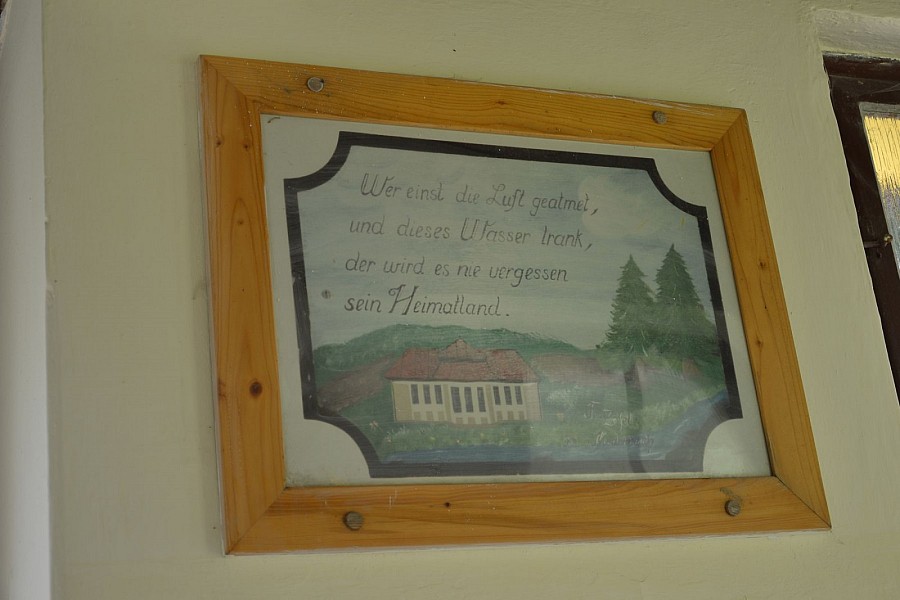 Wer einst die Luft geatmet,
und dieses Wasser trank,
der wird es nie vergessen
sein Heimatland.